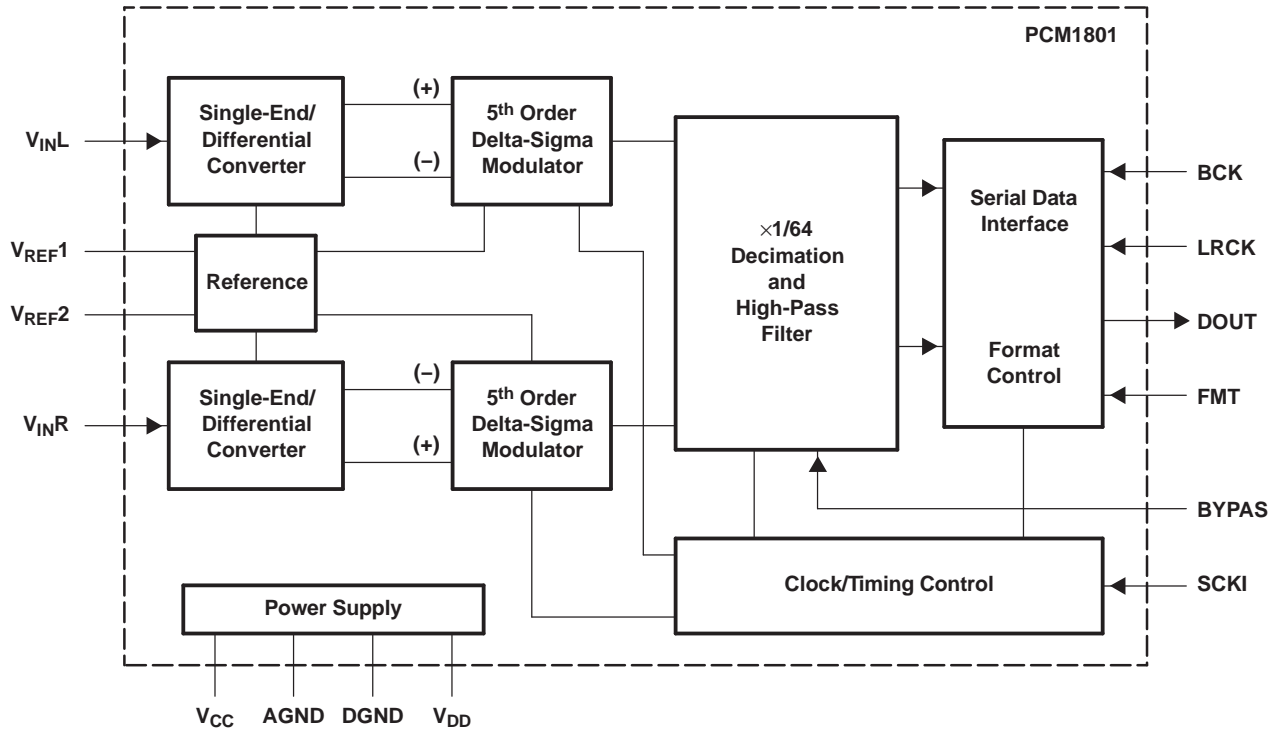 PCM1801
Single-End/
Differential
Converter
(+)
(–)
5th Order
Delta-Sigma
Modulator
VINL
VREF1
VREF2
Reference
Single-End/
Differential
Converter
(–)
(+)
5th Order
Delta-Sigma
Modulator
VINR
×1/64
Decimation
and
High-Pass
Filter
Serial Data
Interface
Format
Control
BCK
LRCK
DOUT
FMT
BYPAS
SCKI
Clock/Timing Control
Power Supply
VCC AGND DGND VDD